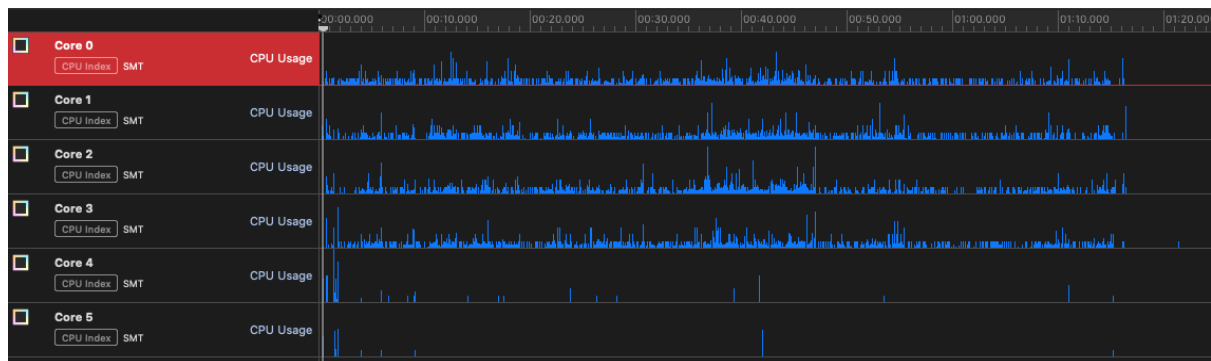 00:00.000 00:10.000 00:20.000 00:30.000 00:40.000 00:50.000 01:00.000 01:10.000 01:20.00
Core 0
CPU Usage
CPU Index SMT
Core 1
CPU Usage
CPU Index SMT
Core 2
CPU Usage
CPU Index SMT
Core 3
CPU Usage
CPU Index SMT
Core 4
CPU Usage
CPU Index SMT
Core 5
CPU Usage
CPU Index SMT